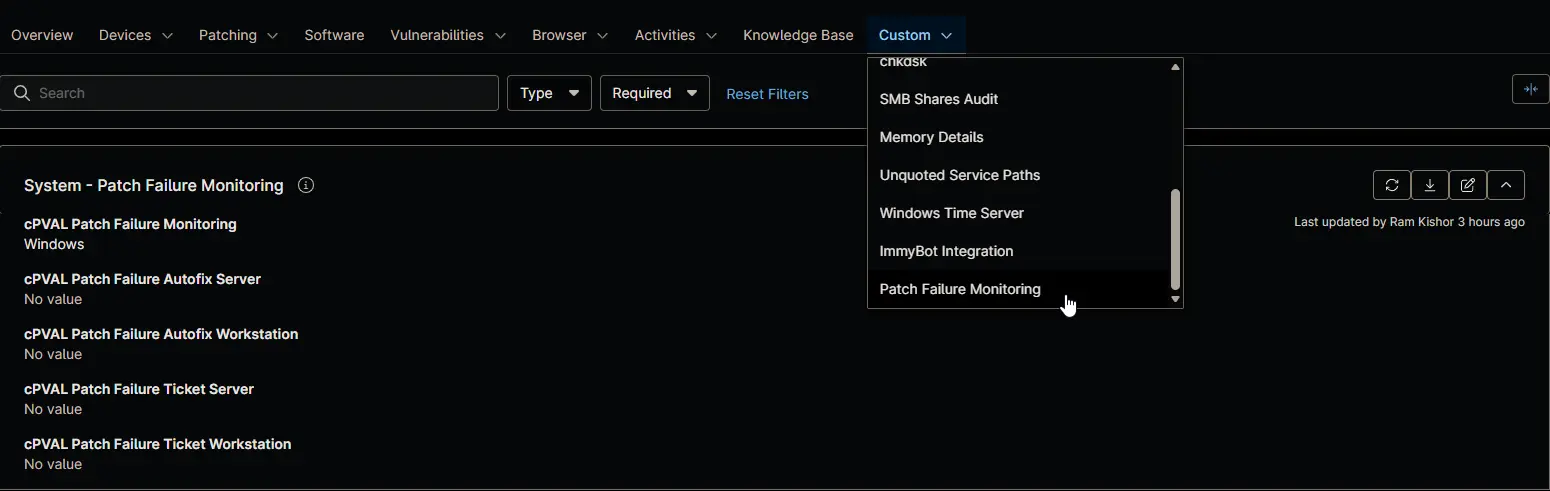 Overview Devices Patching Software Vulnerabilities Browser Activities Knowledge Base Custom
Search Type Required Reset Filters
chkdsk
SMB Shares Audit
Memory Details
Unquoted Service Paths
Windows Time Server
ImmyBot Integration
Patch Failure Monitoring
System - Patch Failure Monitoring
Last updated by Ram Kishor 3 hours ago
cPVAL Patch Failure Monitoring
Windows
cPVAL Patch Failure Autofix Server
No value
cPVAL Patch Failure Autofix Workstation
No value
cPVAL Patch Failure Ticket Server
No value
cPVAL Patch Failure Ticket Workstation
No value